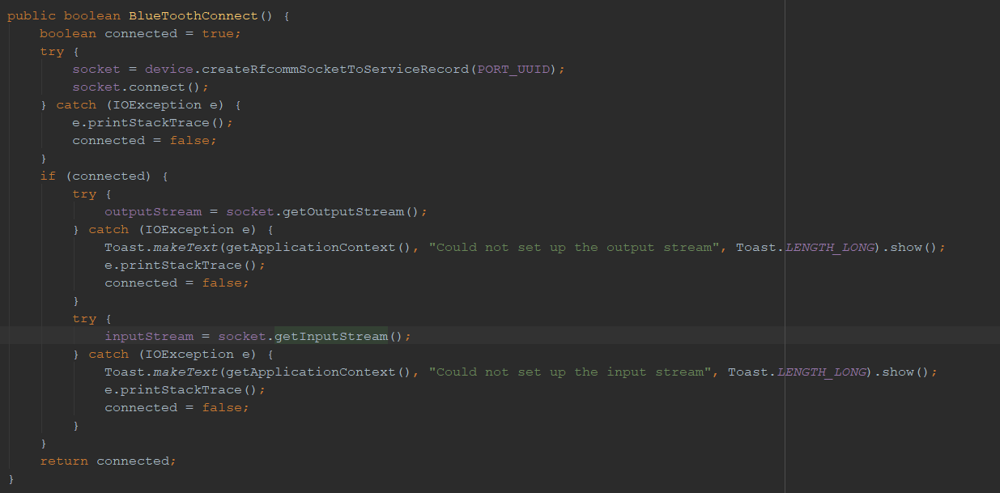 public boolean BlueToothConnect() {
    boolean connected = true;
    try {
        socket = device.createRfcommSocketToServiceRecord(PORT_UUID);
        socket.connect();
    } catch (IOException e) {
        e.printStackTrace();
        connected = false;
    }
    if (connected) {
        try {
            outputStream = socket.getOutputStream();
        } catch (IOException e) {
            Toast.makeText(getApplicationContext(), "Could not set up the output stream", Toast.LENGTH_LONG).show();
            e.printStackTrace();
            connected = false;
        }
        try {
            inputStream = socket.getInputStream();
        } catch (IOException e) {
            Toast.makeText(getApplicationContext(), "Could not set up the input stream", Toast.LENGTH_LONG).show();
            e.printStackTrace();
            connected = false;
        }
    }
    return connected;
}